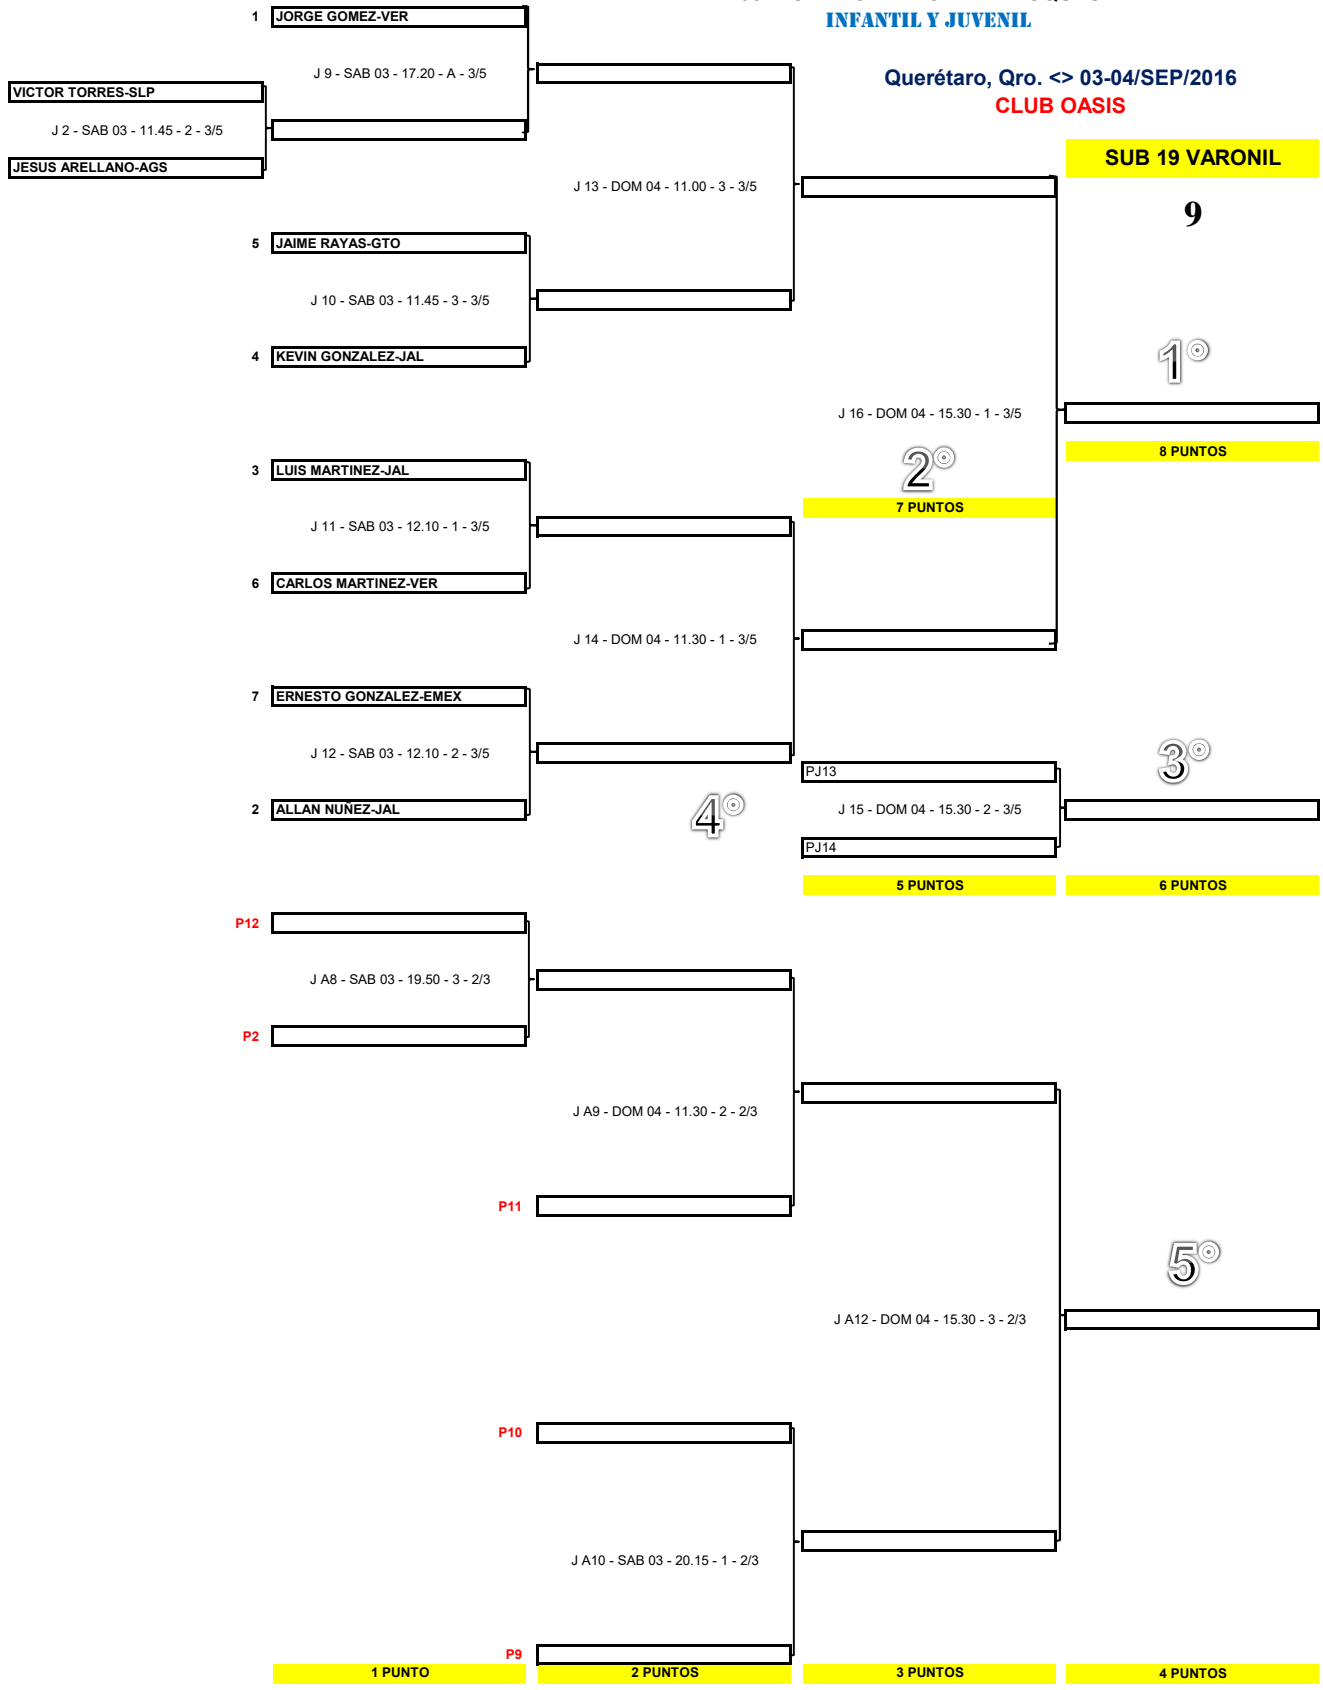 INFANTIL Y JUVENIL
Querétaro, Qro. <> 03-04/SEP/2016
CLUB OASIS
SUB 19 VARONIL
9
1 JORGE GOMEZ-VER
J 9 - SAB 03 - 17.20 - A - 3/5
VICTOR TORRES-SLP
J 2 - SAB 03 - 11.45 - 2 - 3/5
JESUS ARELLANO-AGS
J 13 - DOM 04 - 11.00 - 3 - 3/5
5 JAIME RAYAS-GTO
J 10 - SAB 03 - 11.45 - 3 - 3/5
4 KEVIN GONZALEZ-JAL
1°
J 16 - DOM 04 - 15.30 - 1 - 3/5
8 PUNTOS
2°
7 PUNTOS
3 LUIS MARTINEZ-JAL
J 11 - SAB 03 - 12.10 - 1 - 3/5
6 CARLOS MARTINEZ-VER
J 14 - DOM 04 - 11.30 - 1 - 3/5
7 ERNESTO GONZALEZ-EMEX
J 12 - SAB 03 - 12.10 - 2 - 3/5
2 ALLAN NUÑEZ-JAL
4°
3°
PJ13
J 15 - DOM 04 - 15.30 - 2 - 3/5
PJ14
5 PUNTOS
6 PUNTOS
P12
J A8 - SAB 03 - 19.50 - 3 - 2/3
P2
J A9 - DOM 04 - 11.30 - 2 - 2/3
P11
5°
J A12 - DOM 04 - 15.30 - 3 - 2/3
P10
J A10 - SAB 03 - 20.15 - 1 - 2/3
P9
1 PUNTO
2 PUNTOS
3 PUNTOS
4 PUNTOS